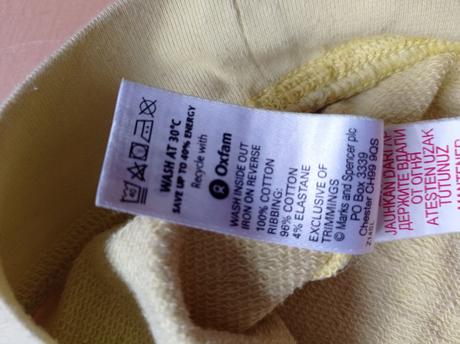 WASH AT 30°C
SAVE UP TO 40% ENERGY
Recycle with
Oxfam
WASH INSIDE OUT
IRON ON REVERSE
100% COTTON
RIBBING:
96% COTTON
4% ELASTANE
EXCLUSIVE OF
TRIMMINGS
© Marks and Spencer plc
PO Box 3339
Chester CH99 9QS
JAUHKAN DARI
ДЕРЖИТЕ ВДАЛИ
ОТ ОГНЯ
ATEŞTEN UZAK
TUTUNUZ